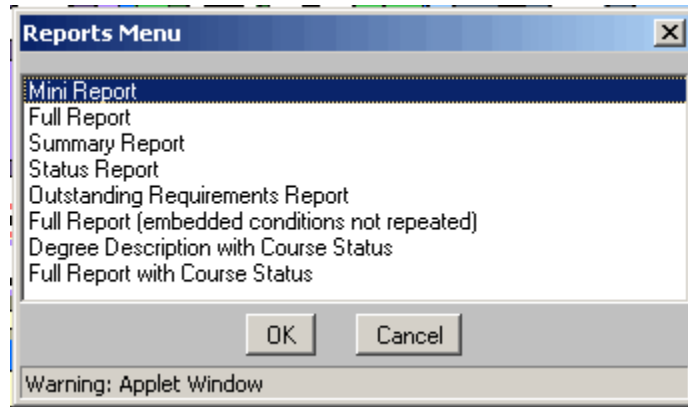 Reports Menu
Mini Report
Full Report
Summary Report
Status Report
Outstanding Requirements Report
Full Report (embedded conditions not repeated)
Degree Description with Course Status
Full Report with Course Status
OK Cancel
Warning: Applet Window